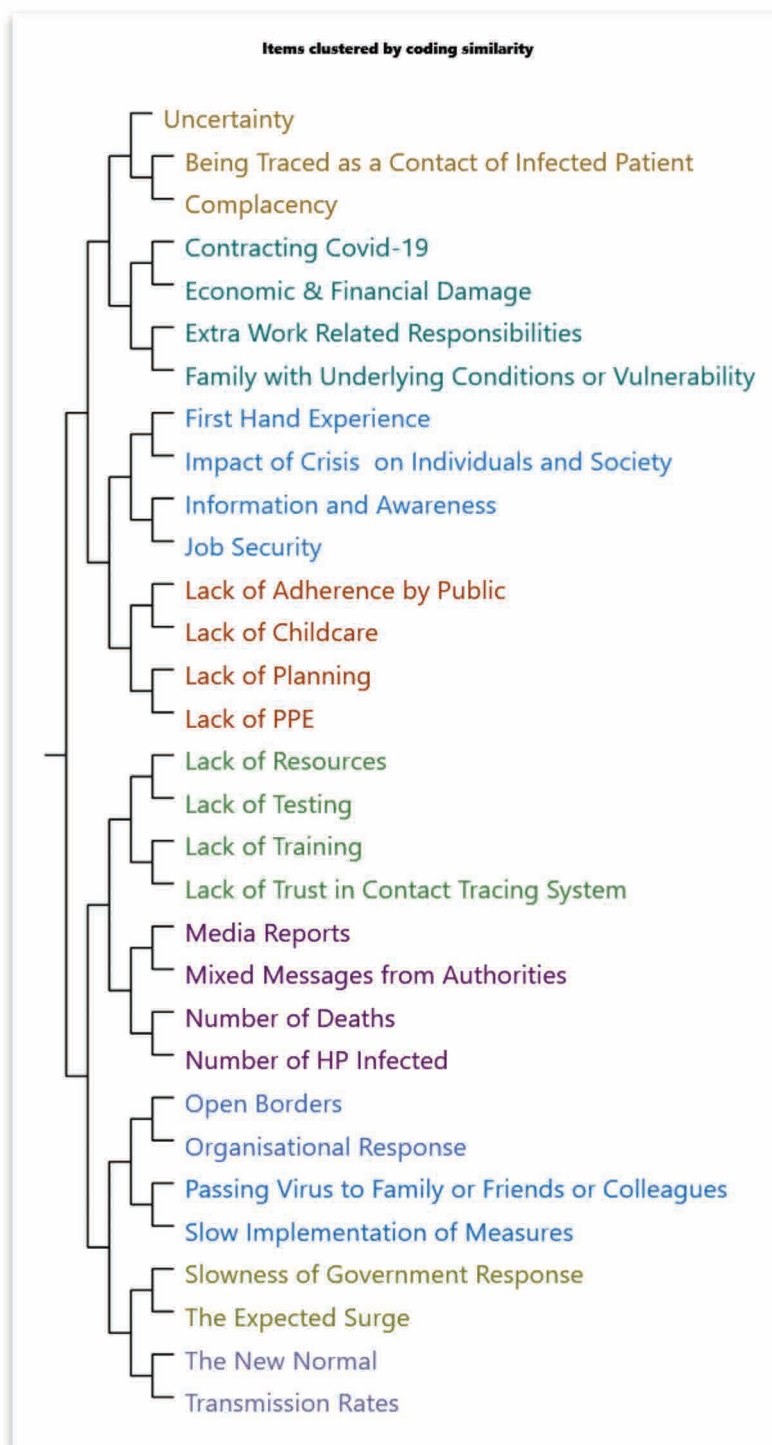 Items clustered by coding similarity
Uncertainty
Being Traced as a Contact of Infected Patient
Complacency
Contracting Covid-19
Economic & Financial Damage
Extra Work Related Responsibilities
Family with Underlying Conditions or Vulnerability
First Hand Experience
Impact of Crisis on Individuals and Society
Information and Awareness
Job Security
Lack of Adherence by Public
Lack of Childcare
Lack of Planning
Lack of PPE
Lack of Resources
Lack of Testing
Lack of Training
Lack of Trust in Contact Tracing System
Media Reports
Mixed Messages from Authorities
Number of Deaths
Number of HP Infected
Open Borders
Organisational Response
Passing Virus to Family or Friends or Colleagues
Slow Implementation of Measures
Slowness of Government Response
The Expected Surge
The New Normal
Transmission Rates